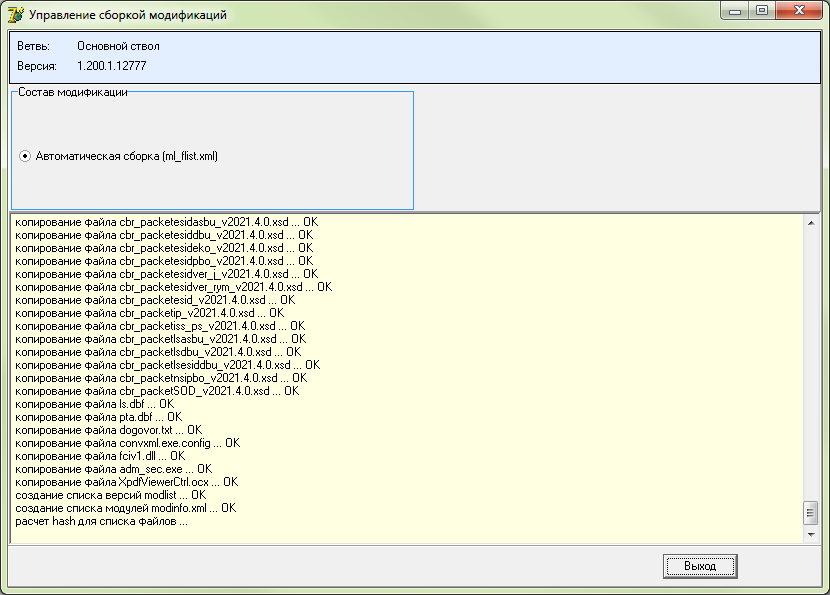 Управление сборкой модификаций
Ветвь: Основной ствол
Версия: 1.200.1.12777
Состав модификации
Автоматическая сборка (ml_flist.xml)
копирование файла cbr_packetesidasbu_v2021.4.0.xsd ... OK
копирование файла cbr_packetesiddbu_v2021.4.0.xsd ... OK
копирование файла cbr_packetesideko_v2021.4.0.xsd ... OK
копирование файла cbr_packetesidpbo_v2021.4.0.xsd ... OK
копирование файла cbr_packetesidver_i_v2021.4.0.xsd ... OK
копирование файла cbr_packetesidver_rym_v2021.4.0.xsd ... OK
копирование файла cbr_packetesid_v2021.4.0.xsd ... OK
копирование файла cbr_packetip_v2021.4.0.xsd ... OK
копирование файла cbr_packetiss_ps_v2021.4.0.xsd ... OK
копирование файла cbr_packetlsasbu_v2021.4.0.xsd ... OK
копирование файла cbr_packetlsdbu_v2021.4.0.xsd ... OK
копирование файла cbr_packetlsesiddbu_v2021.4.0.xsd ... OK
копирование файла cbr_packetnsipbo_v2021.4.0.xsd ... OK
копирование файла cbr_packetSOD_v2021.4.0.xsd ... OK
копирование файла ls.dbf ... OK
копирование файла pta.dbf ... OK
копирование файла dogovor.txt ... OK
копирование файла convxml.exe.config ... OK
копирование файла fciv1.dll ... OK
копирование файла adm_sec.exe ... OK
копирование файла XpdfViewerCtrl.ocx ... OK
создание списка версий modlist ... OK
создание списка модулей modinfo.xml ... OK
расчет hash для списка файлов ...
Выход